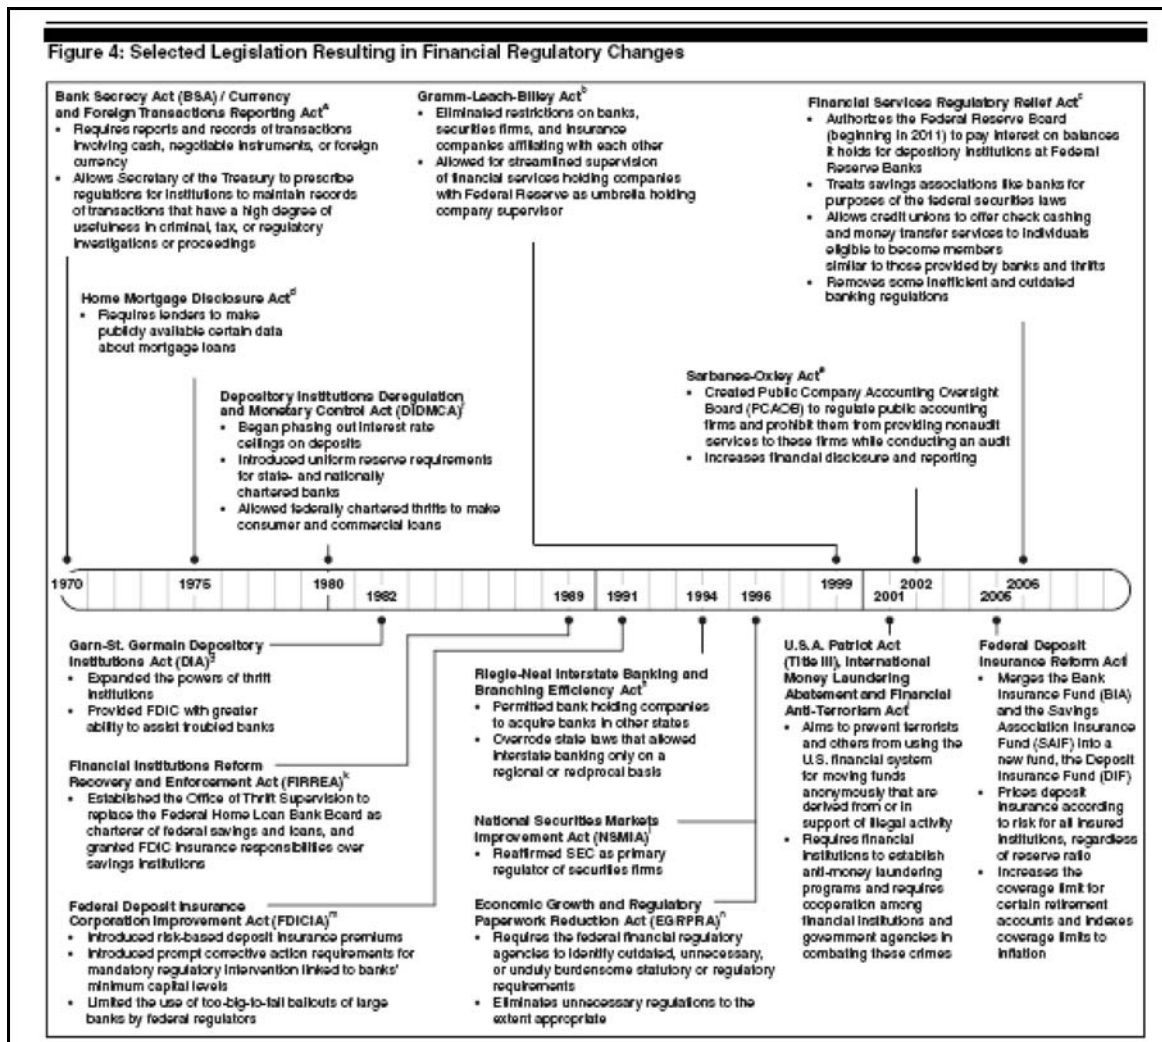 Figure 4: Selected Legislation Resulting in Financial Regulatory Changes
Bank Secrecy Act (BSA) / Currency
and Foreign Transactions Reporting Act a
• Requires reports and records of transactions
involving cash, negotiable instruments, or foreign
currency
• Allows Secretary of the Treasury to prescribe
regulations for institutions to maintain records
of transactions that have a high degree of
usefulness in criminal, tax, or regulatory
investigations or proceedings
Gramm-Leach-Bliley Act b
• Eliminated restrictions on banks,
securities firms, and insurance
companies affiliating with each other
• Allowed for streamlined supervision
of financial services holding companies
with Federal Reserve as umbrella holding
company supervisor
Financial Services Regulatory Relief Act c
• Authorizes the Federal Reserve Board
(beginning in 2011) to pay interest on balances
it holds for depository institutions at Federal
Reserve Banks
• Treats savings associations like banks for
purposes of the federal securities laws
• Allows credit unions to offer check cashing
and money transfer services to individuals
eligible to become members
similar to those provided by banks and thrifts
• Removes some inefficient and outdated
banking regulations
Home Mortgage Disclosure Act d
• Requires lenders to make
publicly available certain data
about mortgage loans
Sarbanes-Oxley Act e
• Created Public Company Accounting Oversight
Board (PCAOB) to regulate public accounting
firms and prohibit them from providing nonaudit
services to these firms while conducting an audit
• Increases financial disclosure and reporting
Depository Institutions Deregulation
and Monetary Control Act (DIDMCA)
• Began phasing out interest rate
ceilings on deposits
• Introduced uniform reserve requirements
for state- and nationally
chartered banks
• Allowed federally chartered thrifts to make
consumer and commercial loans
1970
1975
1980
1982
1989
1991
1994
1996
1999
2001
2002
2006
2006
Garn-St. Germain Depository
Institutions Act (DIA) g
• Expanded the powers of thrift
institutions
• Provided FDIC with greater
ability to assist troubled banks
Financial Institutions Reform
Recovery and Enforcement Act (FIRREA) k
• Established the Office of Thrift Supervision to
replace the Federal Home Loan Bank Board as
charterer of federal savings and loans, and
granted FDIC insurance responsibilities over
savings institutions
Federal Deposit Insurance
Corporation Improvement Act (FDICIA) m
• Introduced risk-based deposit insurance premiums
• Introduced prompt corrective action requirements for
mandatory regulatory intervention linked to banks'
minimum capital levels
• Limited the use of too-big-to-fail bailouts of large
banks by federal regulators
Riegle-Neal Interstate Banking and
Branching Efficiency Act
• Permitted bank holding companies
to acquire banks in other states
• Overrode state laws that allowed
interstate banking only on a
regional or reciprocal basis
National Securities Markets
Improvement Act (NSMIA)
• Reaffirmed SEC as primary
regulator of securities firms
Economic Growth and Regulatory
Paperwork Reduction Act (EGRPRA) n
• Requires the federal financial regulatory
agencies to identify outdated, unnecessary,
or unduly burdensome statutory or regulatory
requirements
• Eliminates unnecessary regulations to the
extent appropriate
U.S.A. Patriot Act
(Title III), International
Money Laundering
Abatement and Financial
Anti-Terrorism Act
• Aims to prevent terrorists
and others from using the
U.S. financial system
for moving funds
anonymously that are
derived from or in
support of illegal activity
• Requires financial
institutions to establish
anti-money laundering
programs and requires
cooperation among
financial institutions and
government agencies in
combating these crimes
Federal Deposit
Insurance Reform Act
• Merges the Bank
Insurance Fund (BIA)
and the Savings
Association Insurance
Fund (SAIF) into a
new fund, the Deposit
Insurance Fund (DIF)
• Prices deposit
insurance according
to risk for all insured
institutions, regardless
of reserve ratio
• Increases the
coverage limit for
certain retirement
accounts and indexes
coverage limits to
inflation